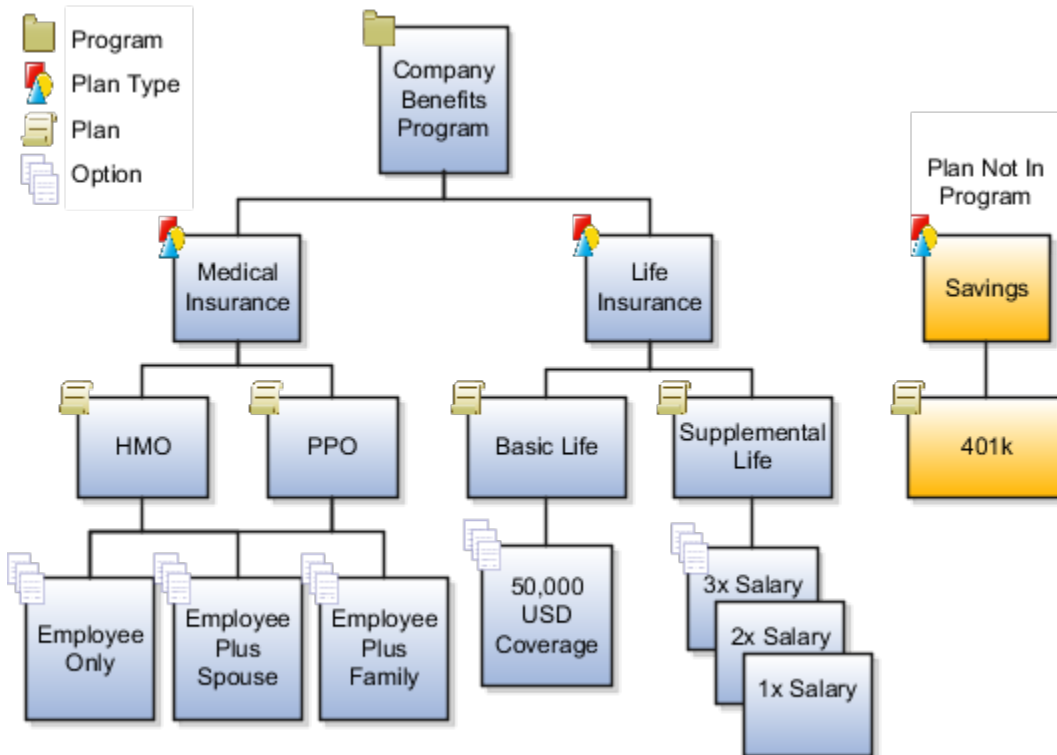 Program
Plan Type
Plan
Option
Company
Benefits
Program
Plan Not In
Program
Medical
Insurance
Life
Insurance
Savings
HMO
PPO
Basic Life
Supplemental
Life
401k
Employee
Only
Employee
Plus
Spouse
Employee
Plus
Family
50,000
USD
Coverage
3x Salary
2x Salary
1x Salary